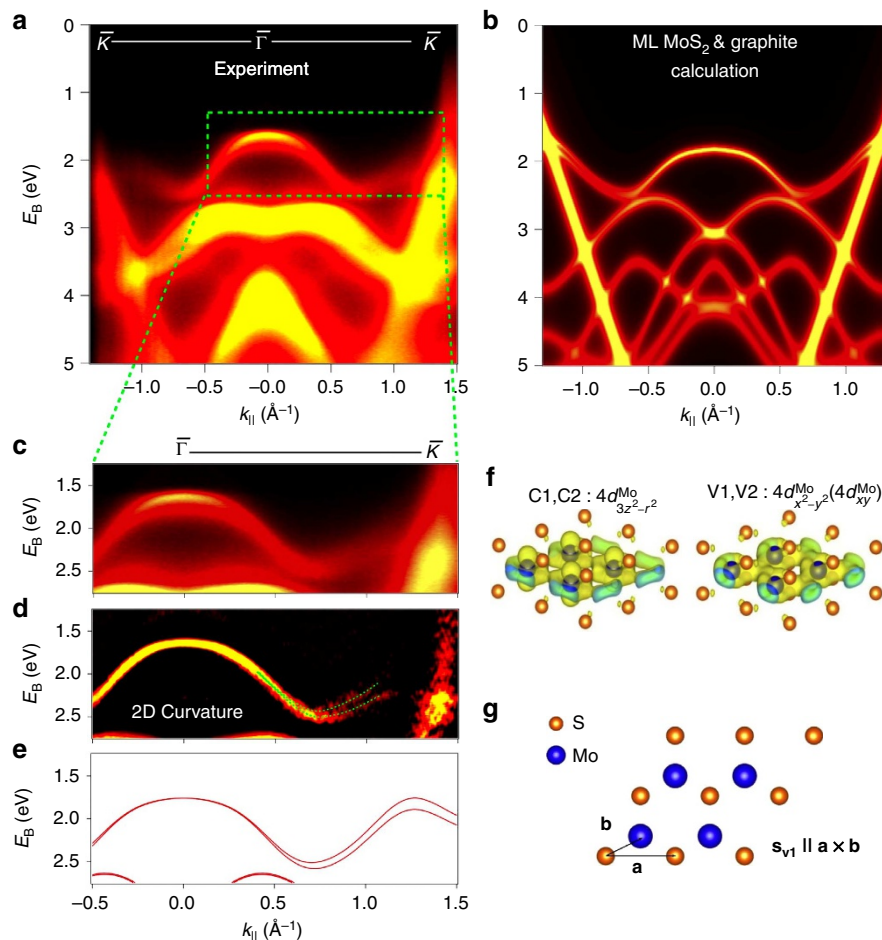 a
K̅ Γ̅ K̅
Experiment
0
1
2
3
4
5
E_B (eV)
−1.0 −0.5 −0.0 0.5 1.0 1.5
k_|| (Å⁻¹)
b
ML MoS₂ & graphite
calculation
0
1
2
3
4
5
E_B (eV)
−1.0 0.0 1.0
k_|| (Å⁻¹)
c
Γ̅ K̅
1.5
2.0
2.5
E_B (eV)
d
2D Curvature
1.5
2.0
2.5
E_B (eV)
e
1.5
2.0
2.5
E_B (eV)
−0.5 0.0 0.5 1.0 1.5
k_|| (Å⁻¹)
f
C1,C2 : 4d^Mo_3z²−r²
V1,V2 : 4d^Mo_x²−y²(4d^Mo_xy)
g
S
Mo
b
a
s_v1 || a × b